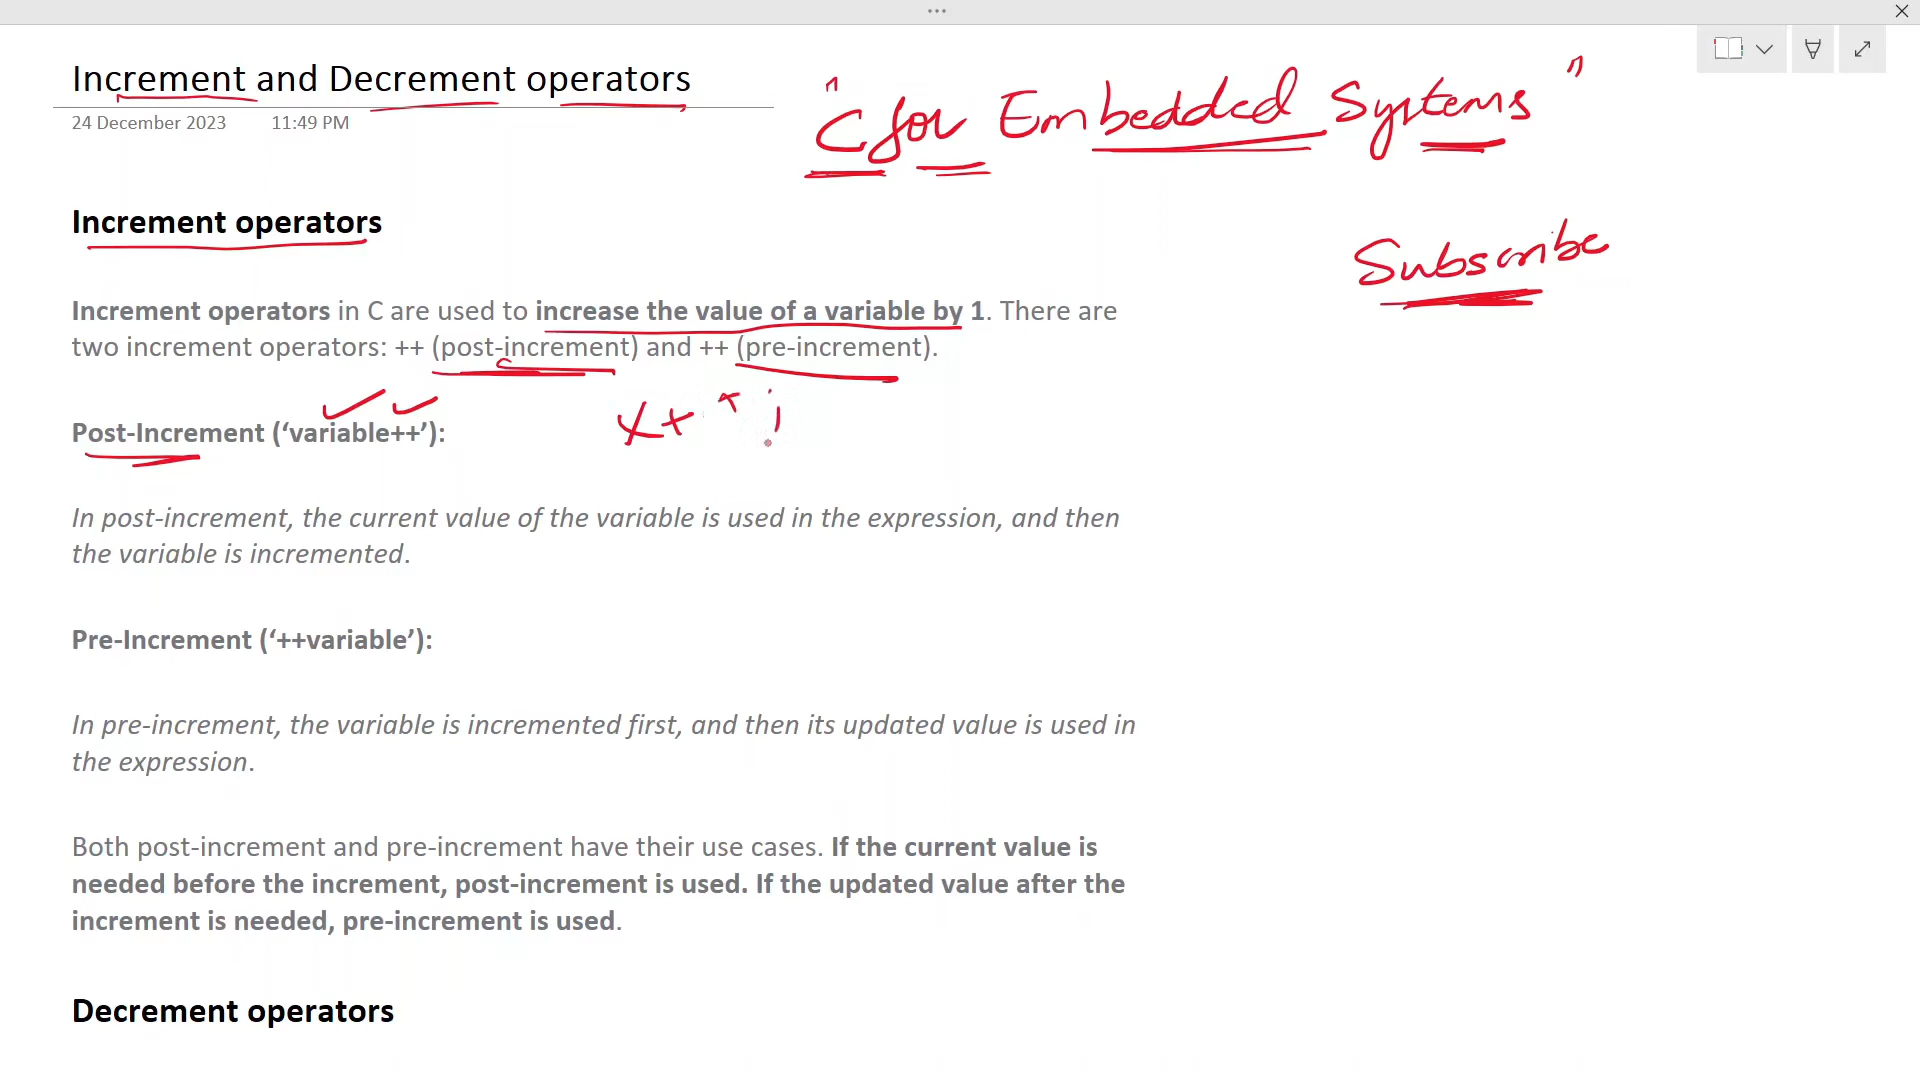 Increment and Decrement operators
24 December 2023 11:49 PM
"C for Embedded Systems"
Subscribe
Increment operators
Increment operators in C are used to increase the value of a variable by 1. There are
two increment operators: ++ (post-increment) and ++ (pre-increment).
Post-Increment (‘variable++’):
In post-increment, the current value of the variable is used in the expression, and then
the variable is incremented.
Pre-Increment (‘++variable’):
In pre-increment, the variable is incremented first, and then its updated value is used in
the expression.
Both post-increment and pre-increment have their use cases. If the current value is
needed before the increment, post-increment is used. If the updated value after the
increment is needed, pre-increment is used.
Decrement operators